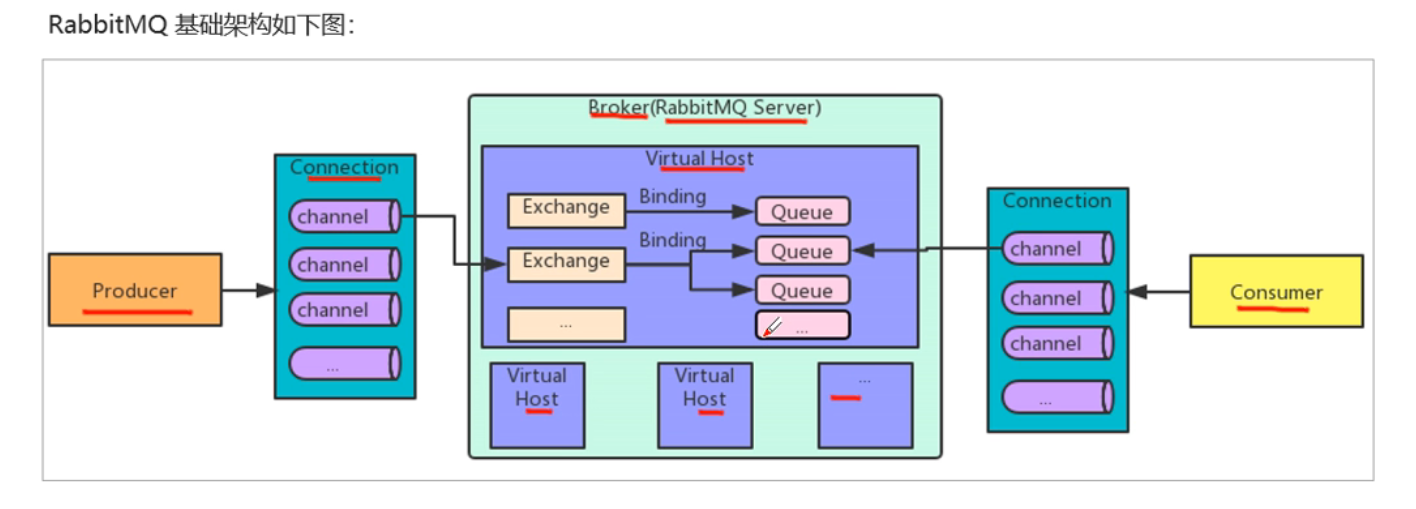 RabbitMQ 基础架构如下图：
Broker(RabbitMQ Server)
Virtual Host
Connection
channel
channel
channel
...
Producer
Exchange
Binding
Queue
Exchange
Binding
Queue
Queue
...
...
Virtual
Host
Virtual
Host
...
Connection
channel
channel
channel
...
Consumer